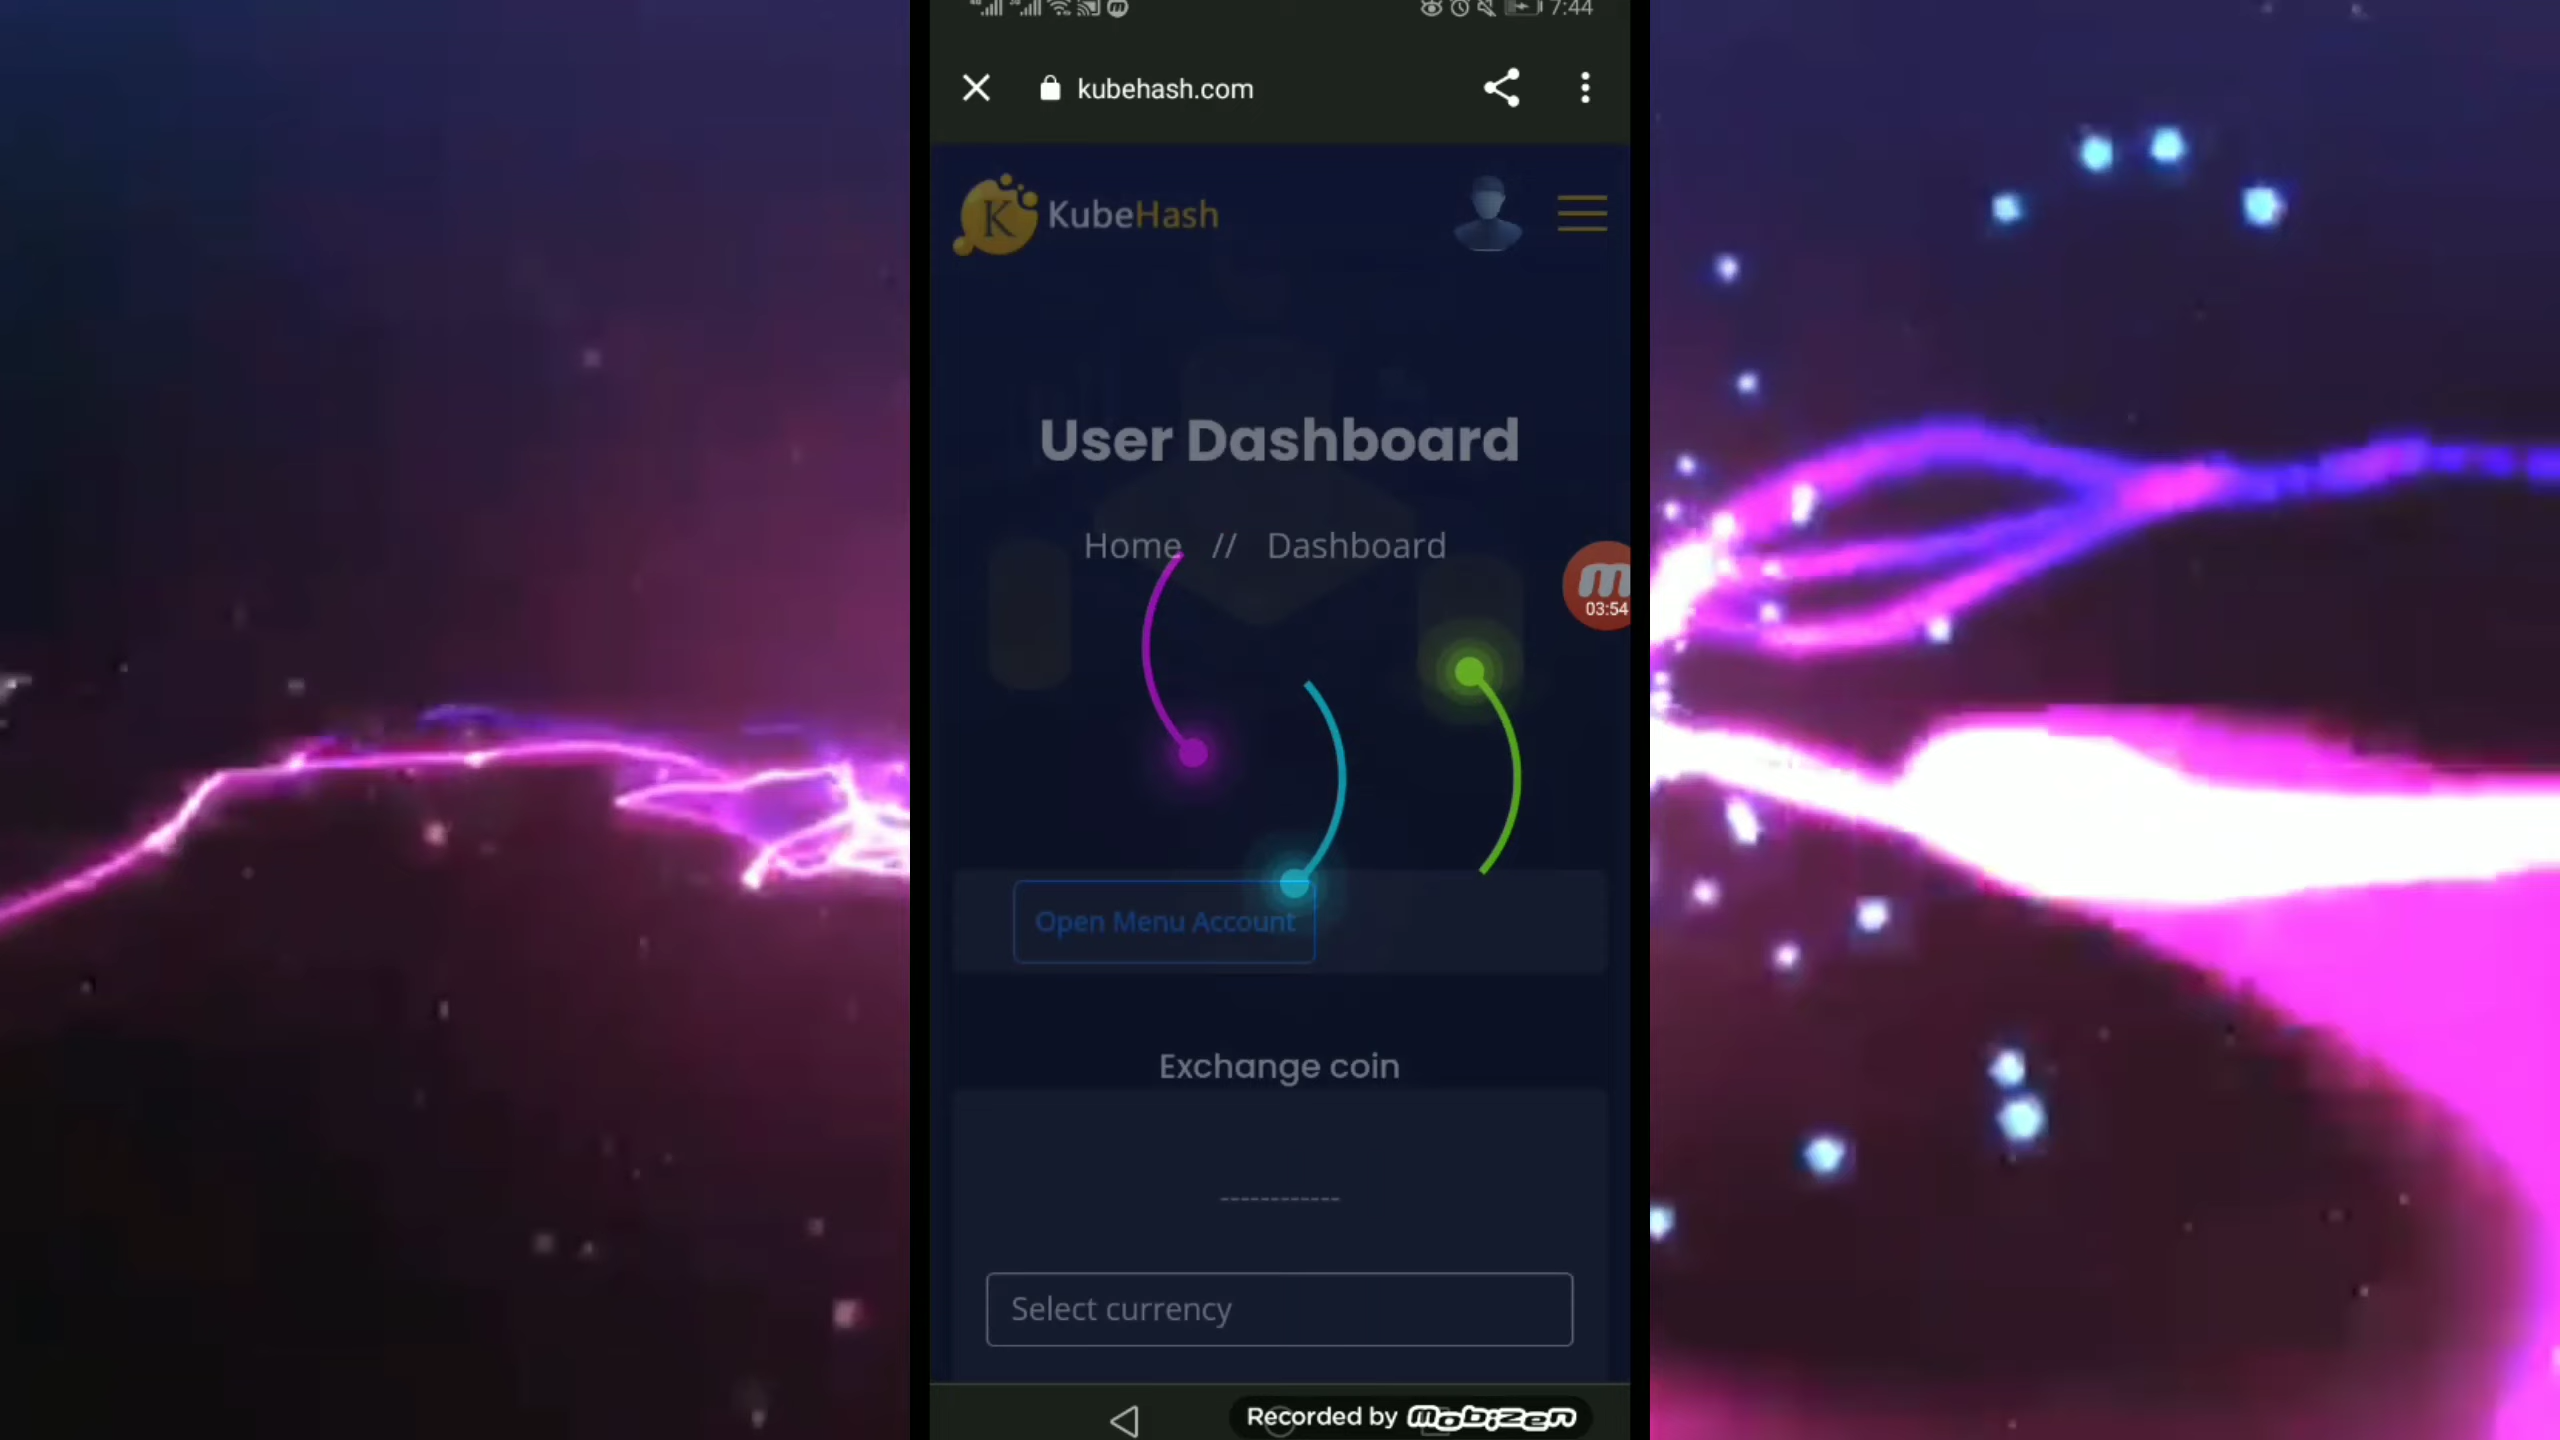 7:44
kubehash.com
K KubeHash
User Dashboard
Home // Dashboard
m
03:54
Open Menu Account
Exchange coin
------------
Select currency
Recorded by mobizen